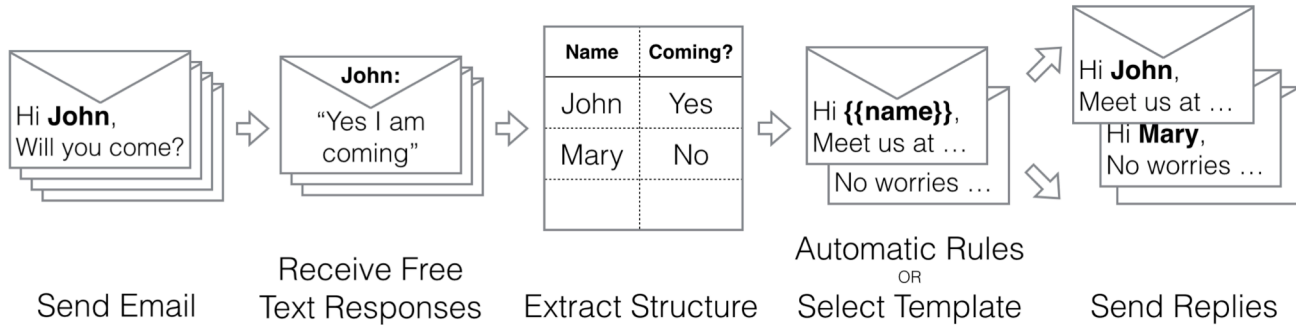 Hi John,
Will you come?
John:
“Yes I am
coming”
Name Coming?
John Yes
Mary No
Hi {{name}},
Meet us at …
No worries …
Hi John,
Meet us at …
Hi Mary,
No worries …
Send Email
Receive Free
Text Responses
Extract Structure
Automatic Rules
OR
Select Template
Send Replies